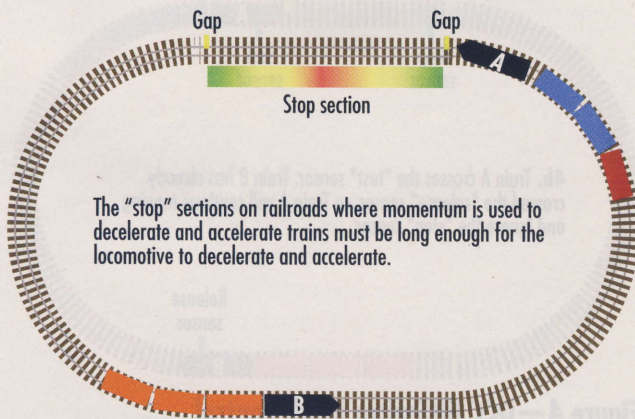 Gap
Gap
A
Stop section
The “stop” sections on railroads where momentum is used to
decelerate and accelerate trains must be long enough for the
locomotive to decelerate and accelerate.
B